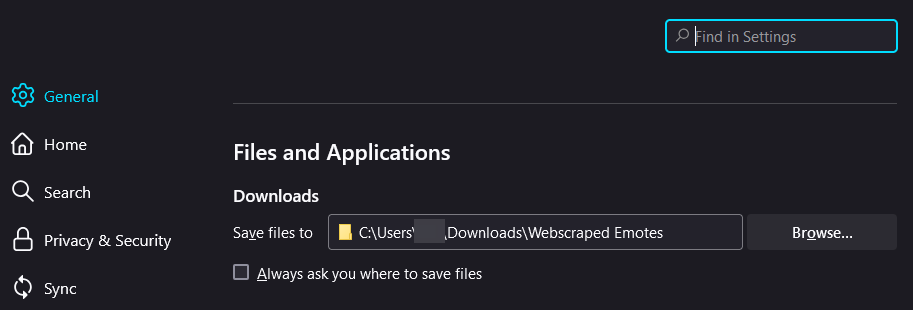 Find in Settings
General
Home
Search
Privacy & Security
Sync
Files and Applications
Downloads
Save files to
C:\Users\ \Downloads\Webscraped Emotes
Browse...
Always ask you where to save files